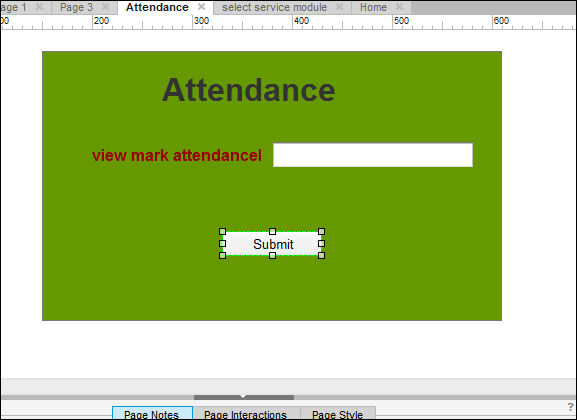 age 1 Page 3 Attendance select service module Home
200 300 400 500 600
Attendance
view mark attendancel
Submit
?
Page Notes Page Interactions Page Style